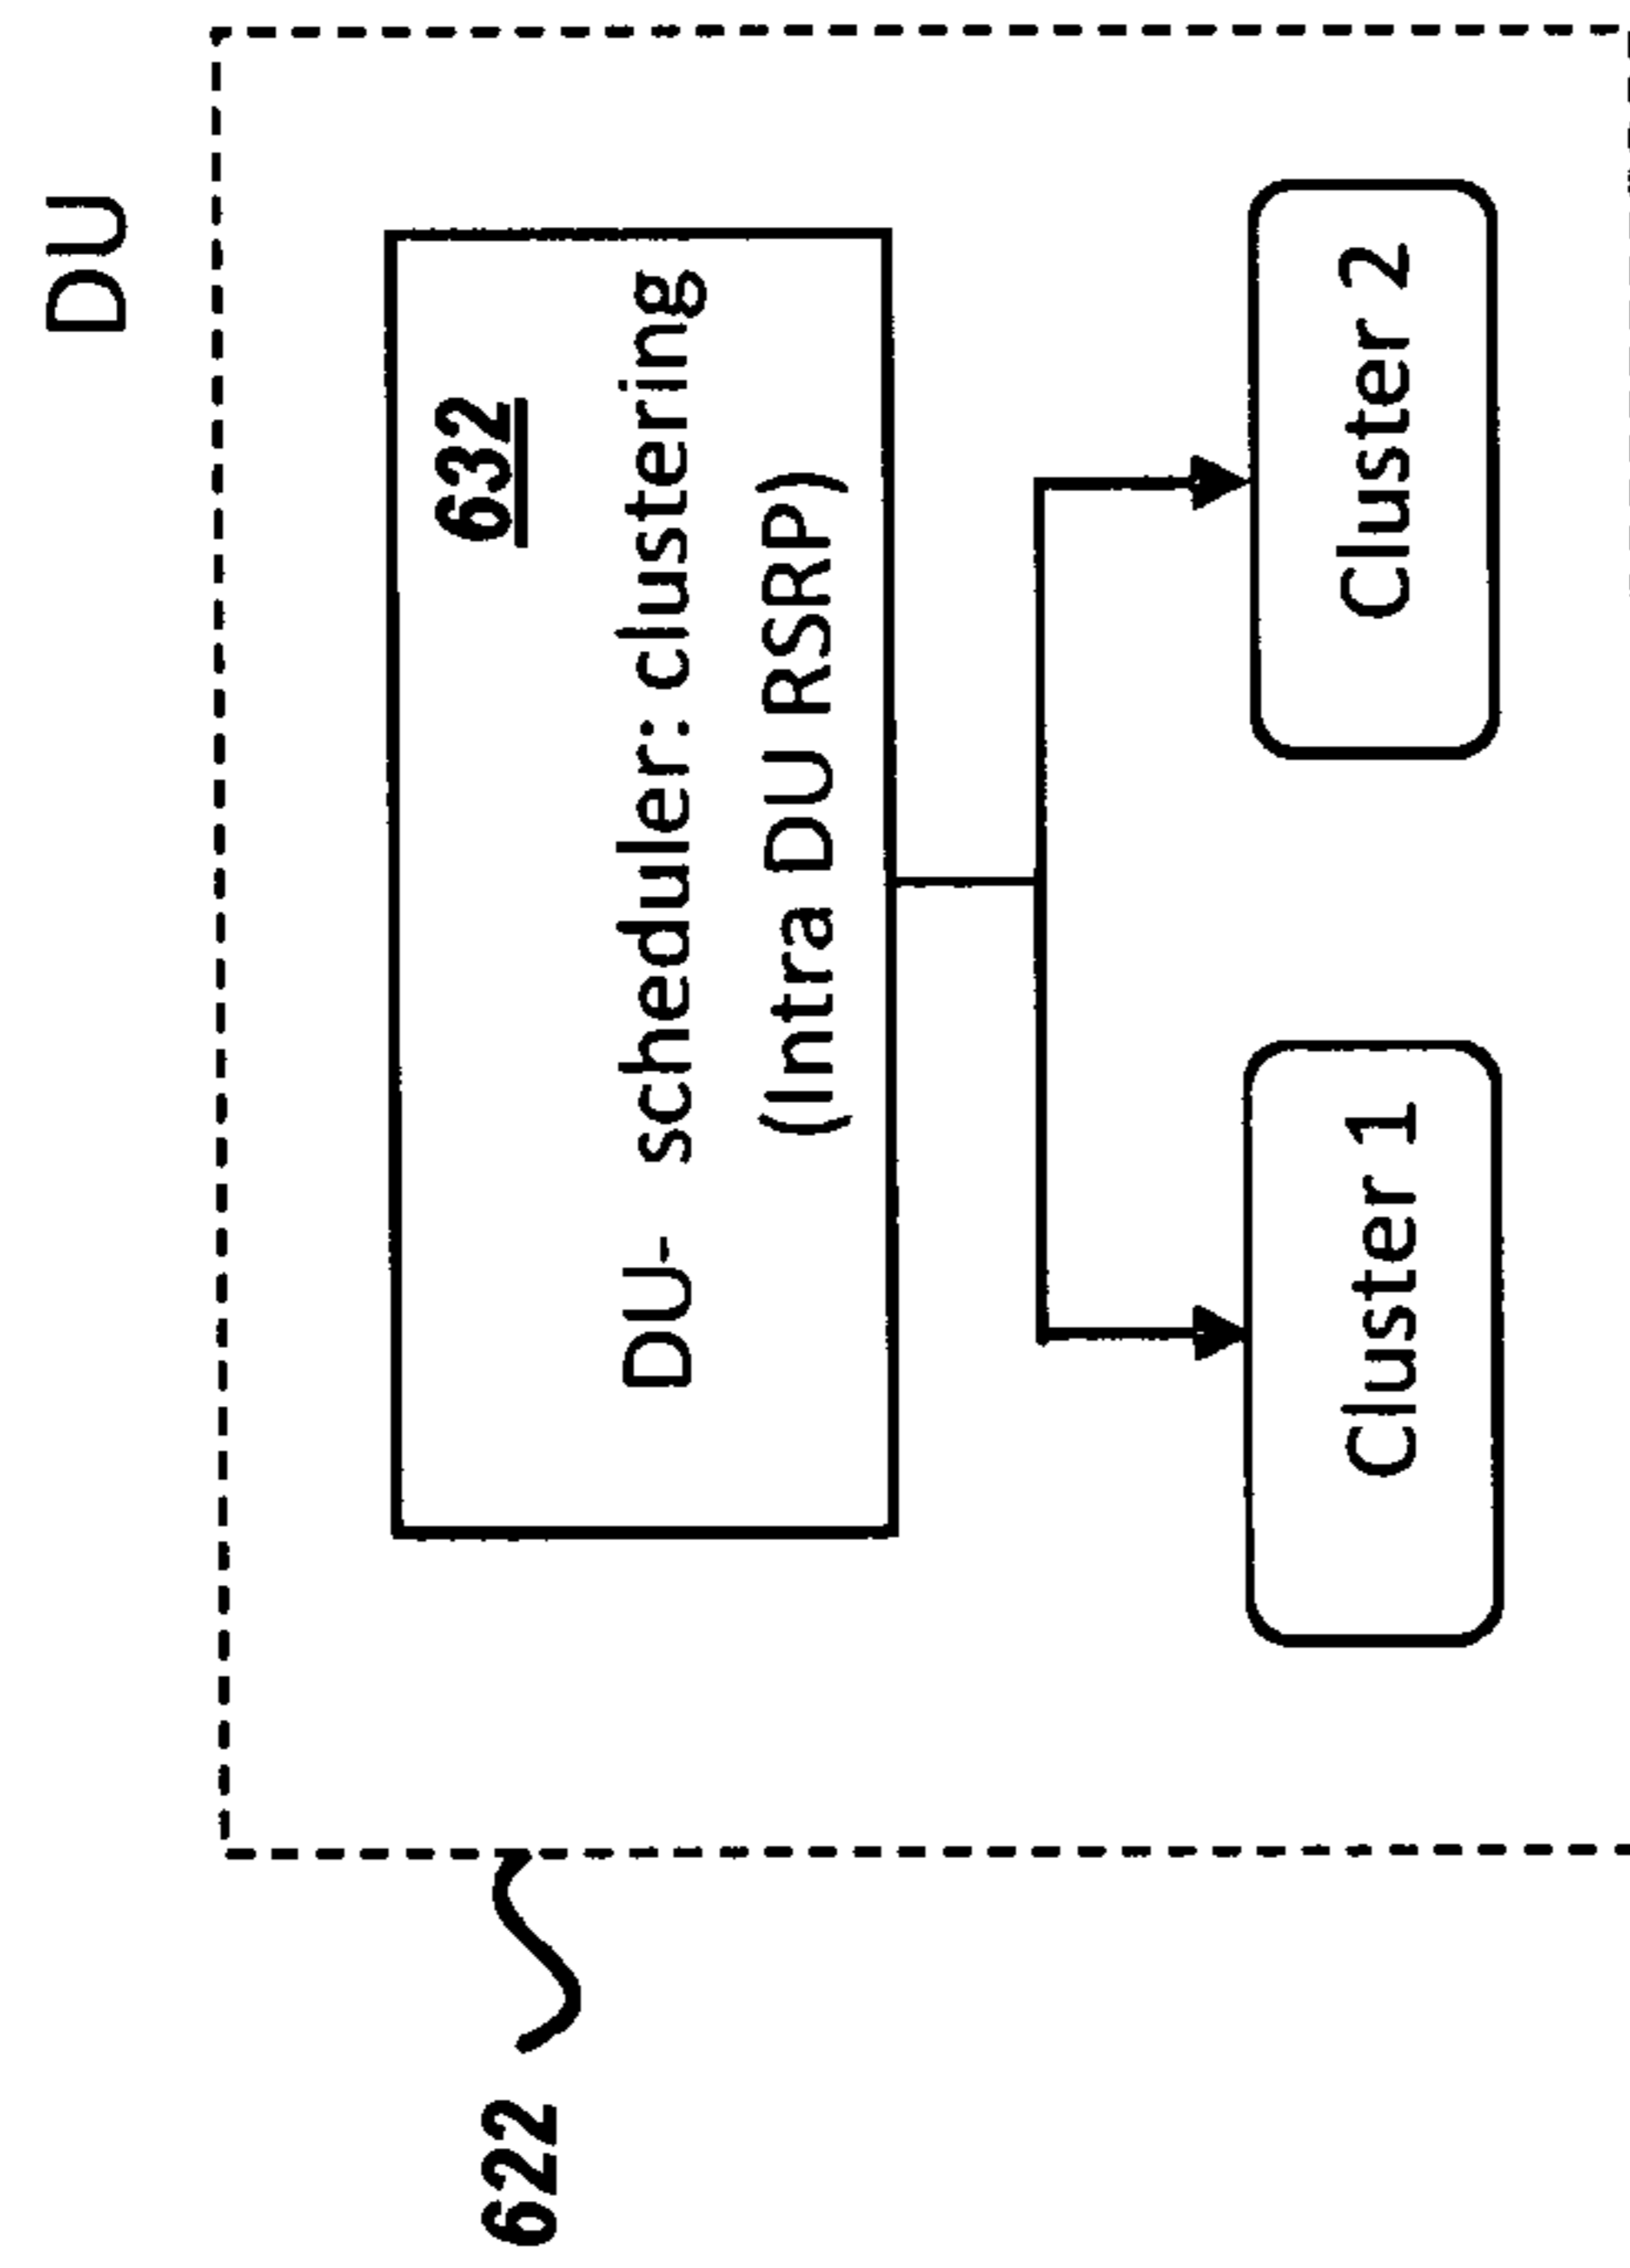 DU
632
DU- scheduler: clustering
(Intra DU RSRP)
Cluster 1
Cluster 2
622